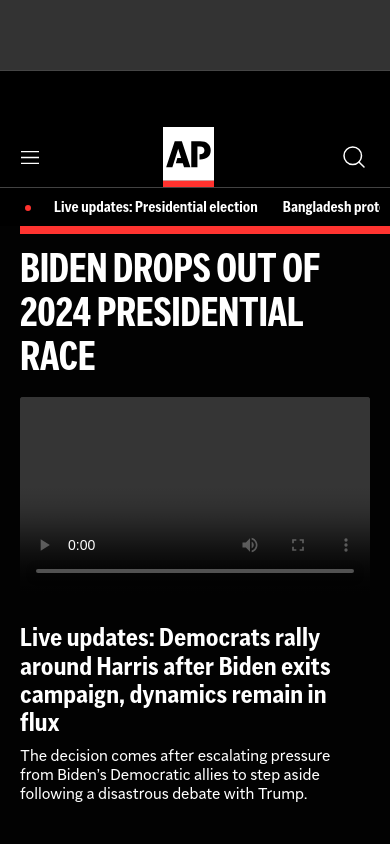 AP
Live updates: Presidential election Bangladesh prote
BIDEN DROPS OUT OF
2024 PRESIDENTIAL
RACE
0:00
Live updates: Democrats rally
around Harris after Biden exits
campaign, dynamics remain in
flux
The decision comes after escalating pressure
from Biden's Democratic allies to step aside
following a disastrous debate with Trump.